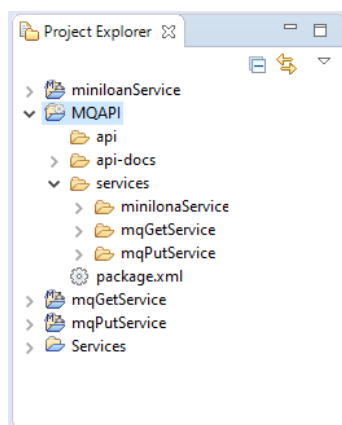 Project Explorer
miniloanService
MQAPI
api
api-docs
services
minilonaService
mqGetService
mqPutService
package.xml
mqGetService
mqPutService
Services